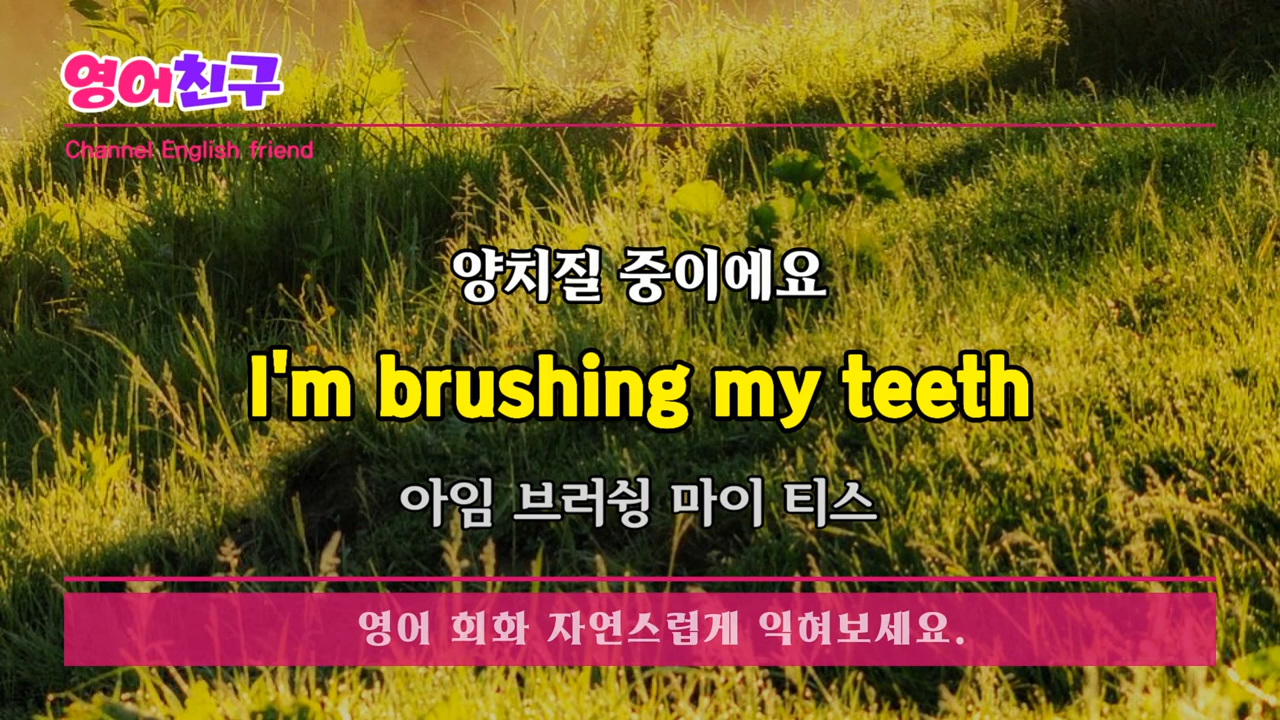 영어친구
Channel English friend
양치질 중이에요
I'm brushing my teeth
아임 브러슁 마이 티스
영어 회화 자연스럽게 익혀보세요.